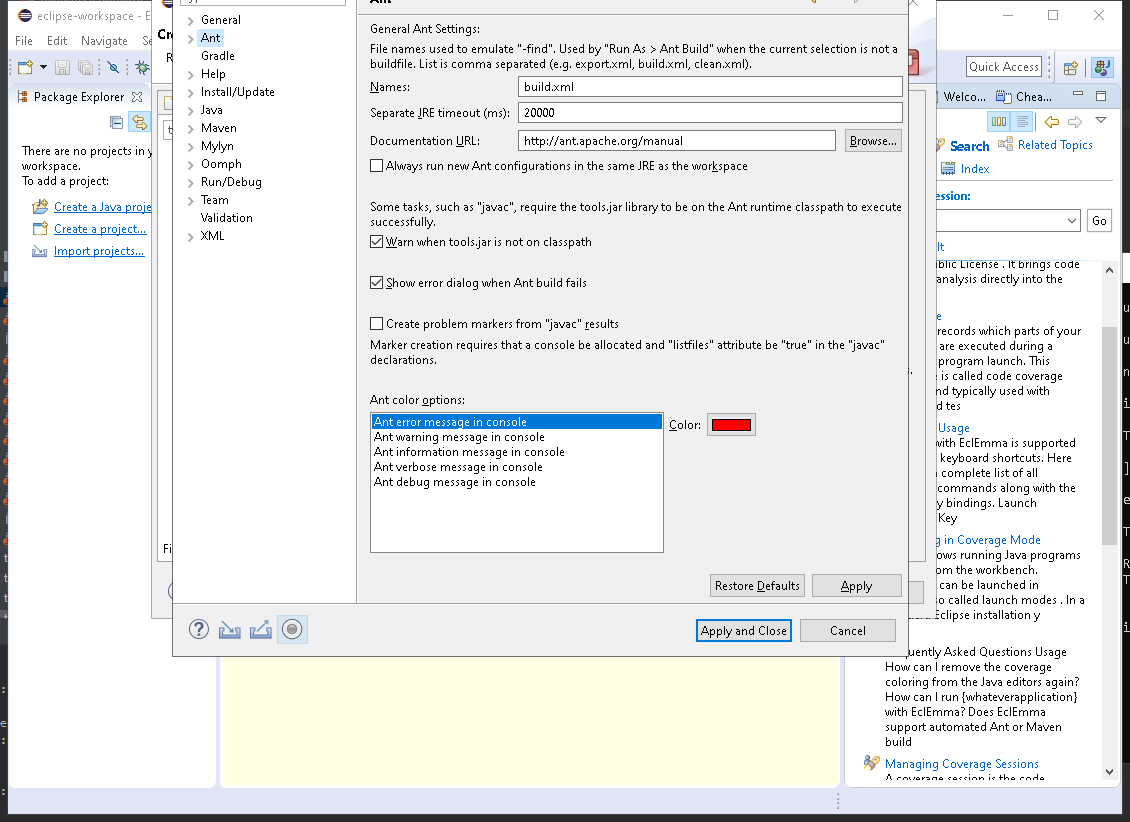 eclipse-workspace - E
File Edit Navigate Se
Quick Access
Package Explorer
There are no projects in y
workspace.
To add a project:
Create a Java proje
Create a project...
Import projects...
Cr
R
Fi
General
Ant
Gradle
Help
Install/Update
Java
Maven
Mylyn
Oomph
Run/Debug
Team
Validation
XML
Ant
General Ant Settings:
File names used to emulate "-find". Used by "Run As > Ant Build" when the current selection is not a
buildfile. List is comma separated (e.g. export.xml, build.xml, clean.xml).
Names: build.xml
Separate JRE timeout (ms): 20000
Documentation URL: http://ant.apache.org/manual Browse...
Always run new Ant configurations in the same JRE as the workspace
Some tasks, such as "javac", require the tools.jar library to be on the Ant runtime classpath to execute
successfully.
Warn when tools.jar is not on classpath
Show error dialog when Ant build fails
Create problem markers from "javac" results
Marker creation requires that a console be allocated and "listfiles" attribute be "true" in the "javac"
declarations.
Ant color options:
Ant error message in console
Ant warning message in console
Ant information message in console
Ant verbose message in console
Ant debug message in console
Color:
Restore Defaults Apply
Apply and Close Cancel
Welco... Chea...
Search Related Topics
Index
ession:
Go
lt
blic License . It brings code
analysis directly into the
e
records which parts of your
are executed during a
program launch. This
is called code coverage
nd typically used with
d tes
Usage
with EclEmma is supported
keyboard shortcuts. Here
complete list of all
commands along with the
y bindings. Launch
Key
g in Coverage Mode
ows running Java programs
om the workbench.
can be launched in
so called launch modes . In a
Eclipse installation y
quently Asked Questions Usage
How can I remove the coverage
coloring from the Java editors again?
How can I run {whateverapplication}
with EclEmma? Does EclEmma
support automated Ant or Maven
build
Managing Coverage Sessions
A coverage session is the code